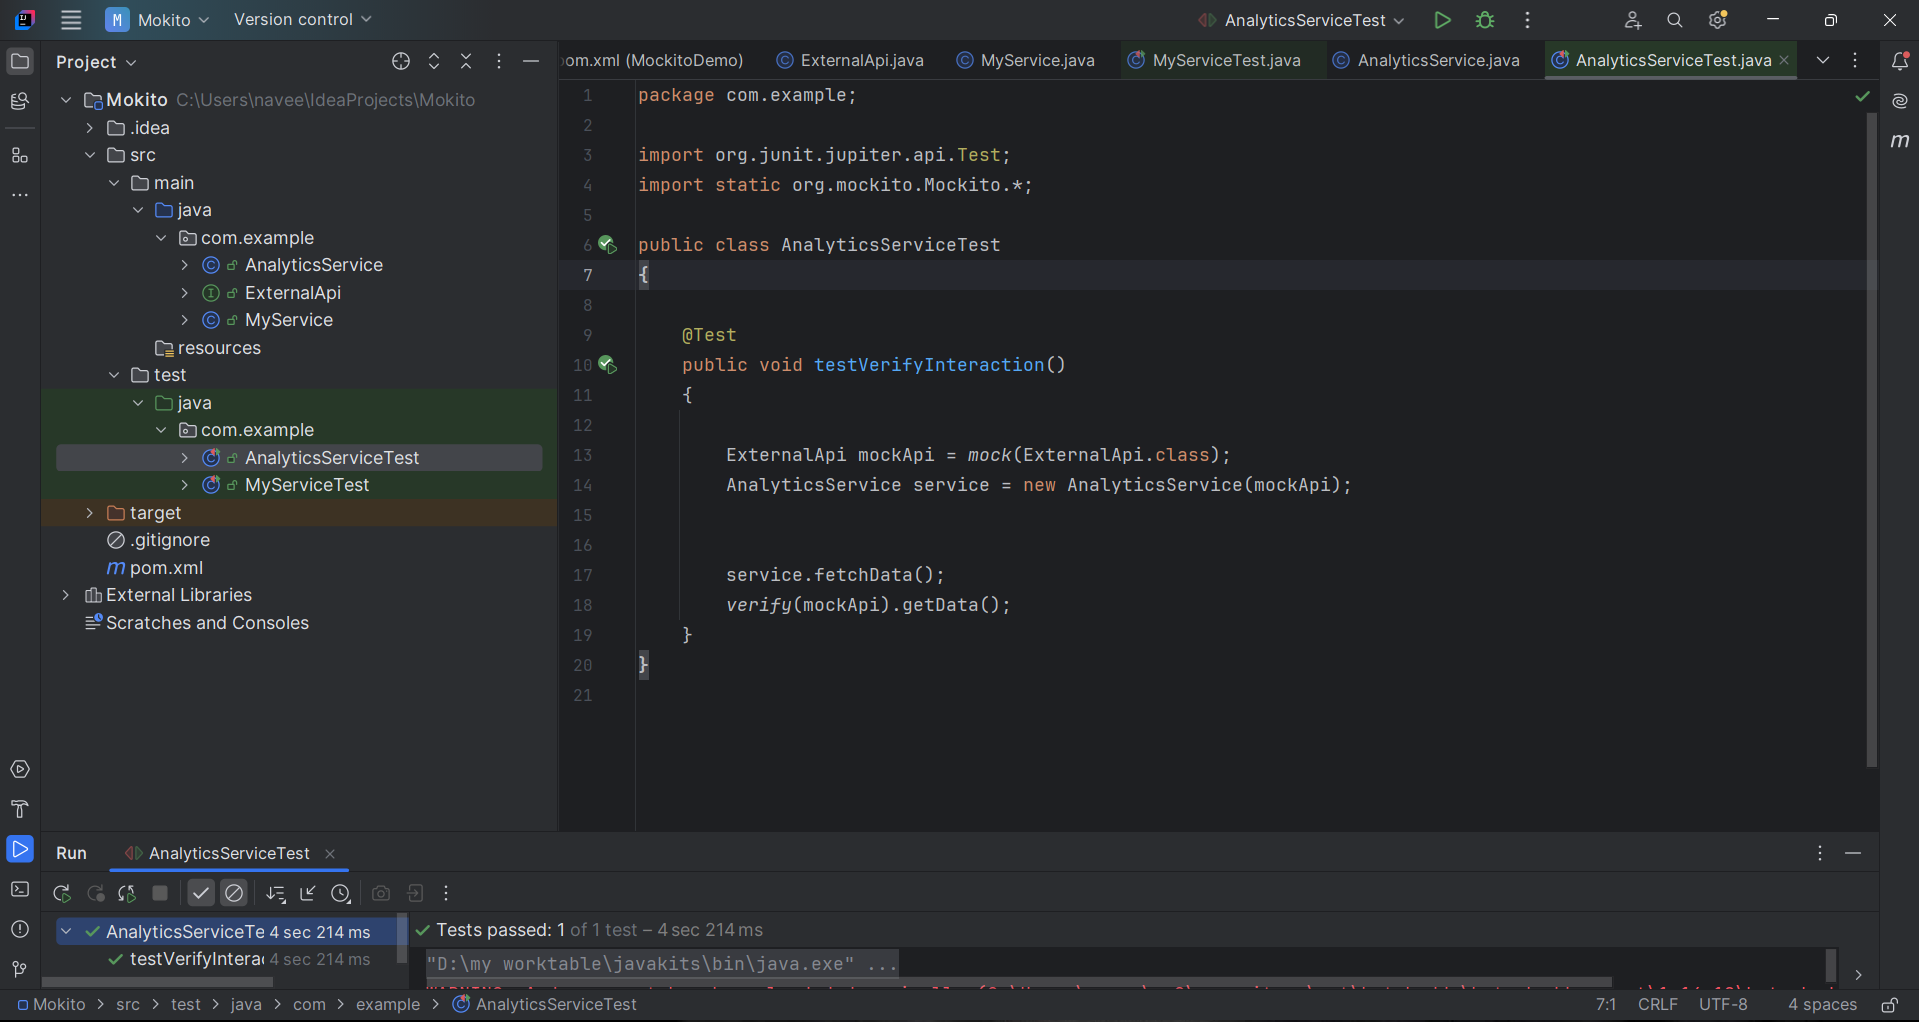 M Mokito Version control AnalyticsServiceTest
Project
om.xml (MockitoDemo) ExternalApi.java MyService.java MyServiceTest.java AnalyticsService.java AnalyticsServiceTest.java
Mokito C:\Users\navee\IdeaProjects\Mokito
.idea
src
main
java
com.example
AnalyticsService
ExternalApi
MyService
resources
test
java
com.example
AnalyticsServiceTest
MyServiceTest
target
.gitignore
pom.xml
External Libraries
Scratches and Consoles
1 package com.example;
2
3 import org.junit.jupiter.api.Test;
4 import static org.mockito.Mockito.*;
5
6 public class AnalyticsServiceTest
7 {
8
9 @Test
10 public void testVerifyInteraction()
11 {
12
13 ExternalApi mockApi = mock(ExternalApi.class);
14 AnalyticsService service = new AnalyticsService(mockApi);
15
16
17 service.fetchData();
18 verify(mockApi).getData();
19 }
20 }
21
Run AnalyticsServiceTest
AnalyticsServiceTe 4 sec 214 ms
testVerifyInterac 4 sec 214 ms
Tests passed: 1 of 1 test – 4 sec 214 ms
"D:\my worktable\javakits\bin\java.exe" ...
Mokito > src > test > java > com > example > AnalyticsServiceTest
7:1 CRLF UTF-8 4 spaces